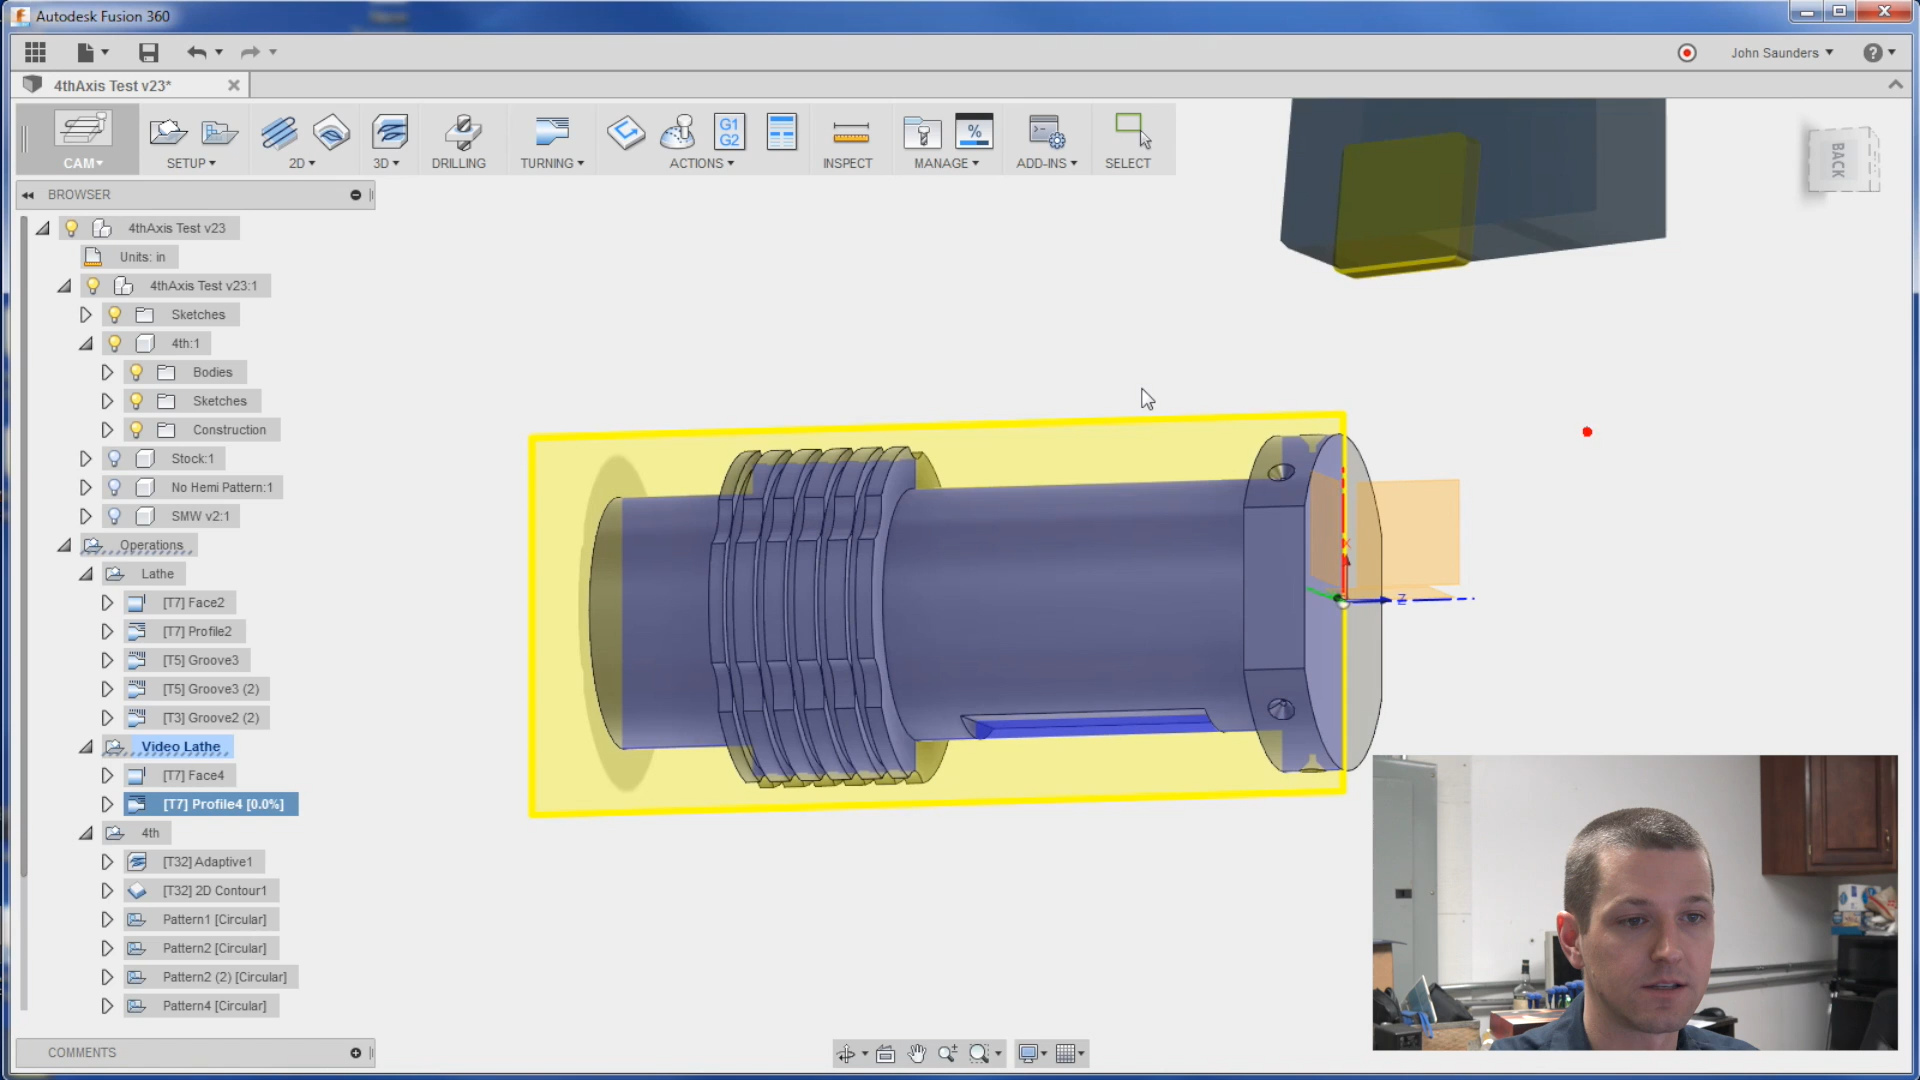 Autodesk Fusion 360
John Saunders
4thAxis Test v23*
CAM
SETUP
2D
3D
DRILLING
TURNING
G1
G2
ACTIONS
INSPECT
%
MANAGE
ADD-INS
SELECT
BACK
BROWSER
4thAxis Test v23
Units: in
4thAxis Test v23:1
Sketches
4th:1
Bodies
Sketches
Construction
Stock:1
No Hemi Pattern:1
SMW v2:1
Operations
Lathe
[T7] Face2
[T7] Profile2
[T5] Groove3
[T5] Groove3 (2)
[T3] Groove2 (2)
Video Lathe
[T7] Face4
[T7] Profile4 [0.0%]
4th
[T32] Adaptive1
[T32] 2D Contour1
Pattern1 [Circular]
Pattern2 [Circular]
Pattern2 (2) [Circular]
Pattern4 [Circular]
X
Z
COMMENTS